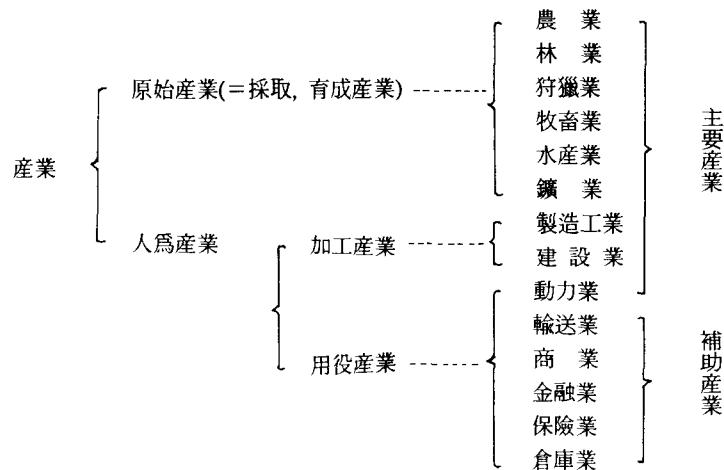 農　業
林　業
原始産業(＝採取, 育成産業)
狩獵業
牧畜業
主要産業
産業
水産業
鑛　業
製造工業
人爲産業
加工産業
建 設 業
動力業
輸送業
用役産業
商　業
補助産業
金融業
保險業
倉庫業